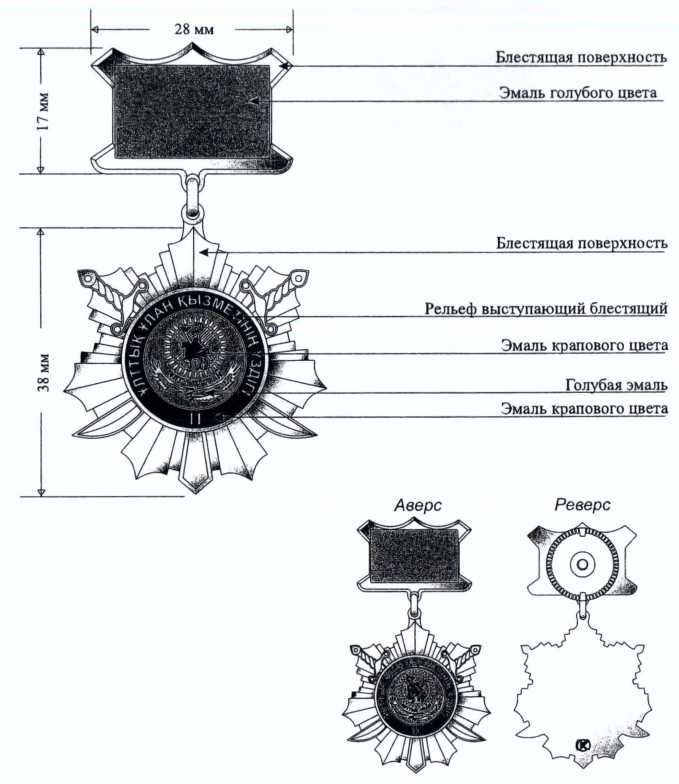 28 мм
Блестящая поверхность
Эмаль голубого цвета
17 мм
Блестящая поверхность
Рельеф выступающий блестящий
ҰЛТТЫҚ ҰЛАН ҚЫЗМЕТІНІҢ ҮЗДІГІ
Эмаль крапового цвета
38 мм
Голубая эмаль
II
Эмаль крапового цвета
Аверс
Реверс